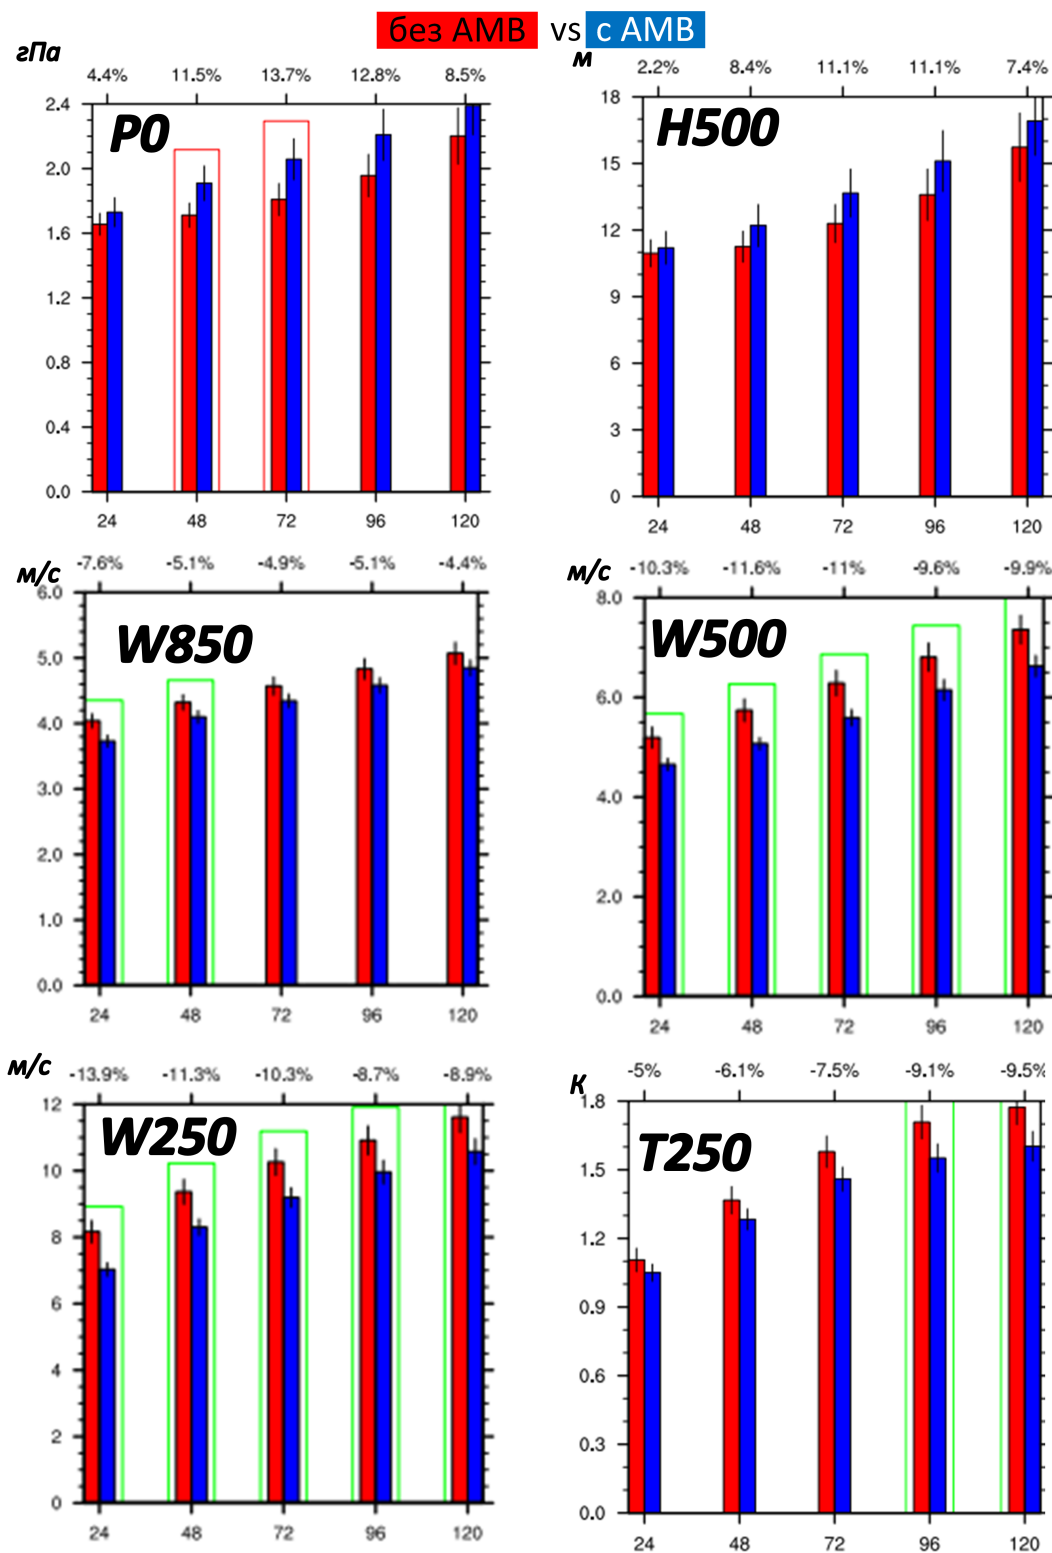 без АМВ vs с АМВ
гПа
4.4% 11.5% 13.7% 12.8% 8.5%
P0
2.4
2.0
1.6
1.2
0.8
0.4
0.0
24 48 72 96 120
м
2.2% 8.4% 11.1% 11.1% 7.4%
H500
18
15
12
9
6
3
0
24 48 72 96 120
м/с
-7.6% -5.1% -4.9% -5.1% -4.4%
W850
6.0
5.0
4.0
3.0
2.0
1.0
0.0
24 48 72 96 120
м/с
-10.3% -11.6% -11% -9.6% -9.9%
W500
8.0
6.0
4.0
2.0
0.0
24 48 72 96 120
м/с
-13.9% -11.3% -10.3% -8.7% -8.9%
W250
12
10
8
6
4
2
0
24 48 72 96 120
К
-5% -6.1% -7.5% -9.1% -9.5%
T250
1.8
1.5
1.2
0.9
0.6
0.3
0.0
24 48 72 96 120